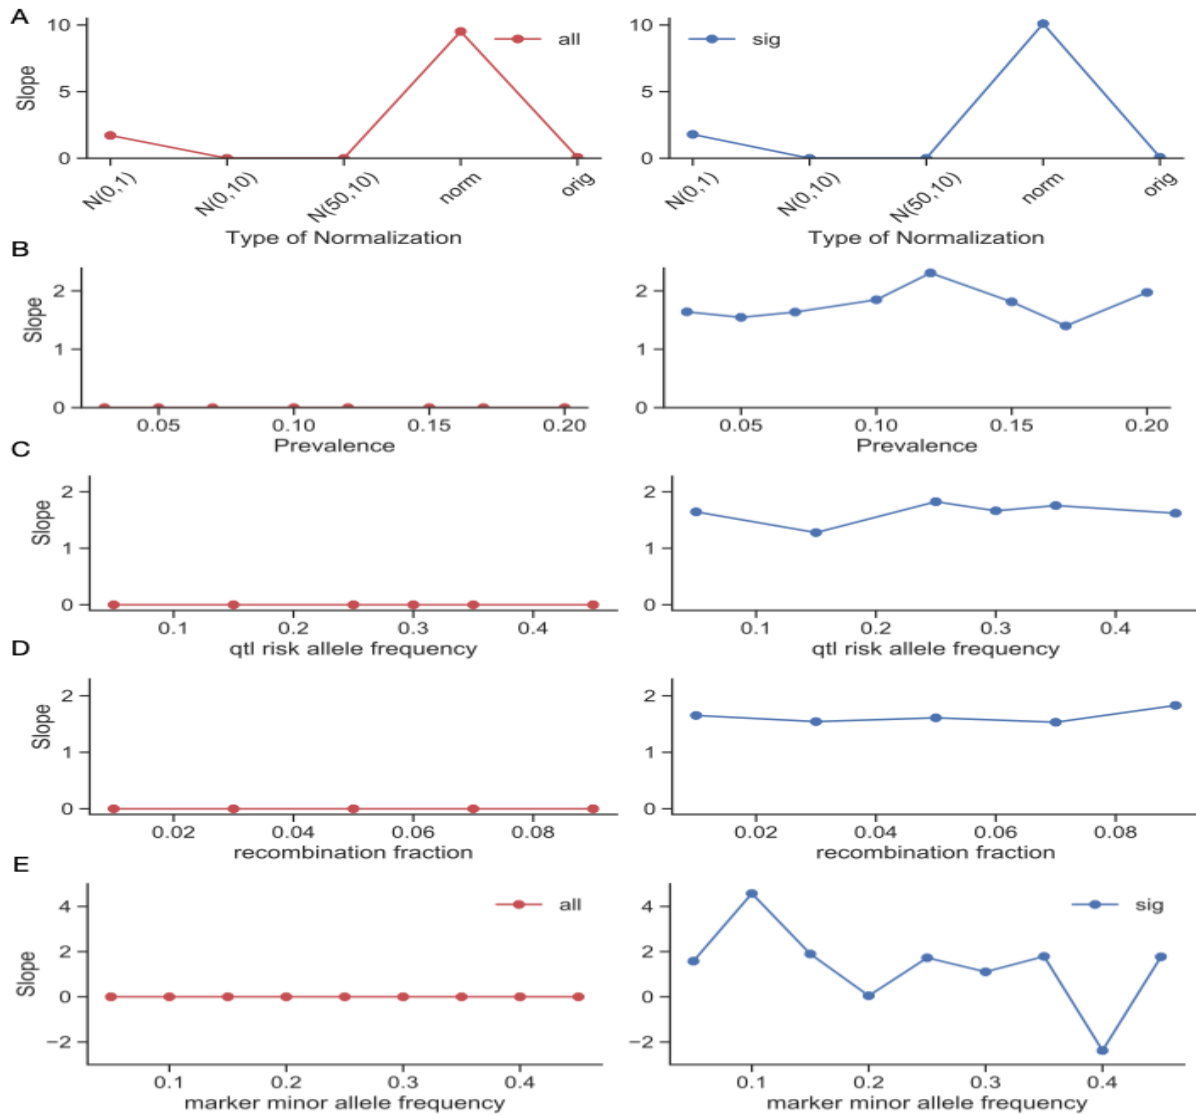 A
10
5
0
Slope
all
N(0,1)
N(0,10)
N(50,10)
norm
orig
Type of Normalization
10
5
0
sig
N(0,1)
N(0,10)
N(50,10)
norm
orig
Type of Normalization
B
2
1
0
Slope
0.05 0.10 0.15 0.20
Prevalence
2
1
0
0.05 0.10 0.15 0.20
Prevalence
C
2
1
0
Slope
0.1 0.2 0.3 0.4
qtl risk allele frequency
2
1
0
0.1 0.2 0.3 0.4
qtl risk allele frequency
D
2
1
0
Slope
0.02 0.04 0.06 0.08
recombination fraction
2
1
0
0.02 0.04 0.06 0.08
recombination fraction
E
4
2
0
−2
Slope
all
0.1 0.2 0.3 0.4
marker minor allele frequency
4
2
0
−2
sig
0.1 0.2 0.3 0.4
marker minor allele frequency